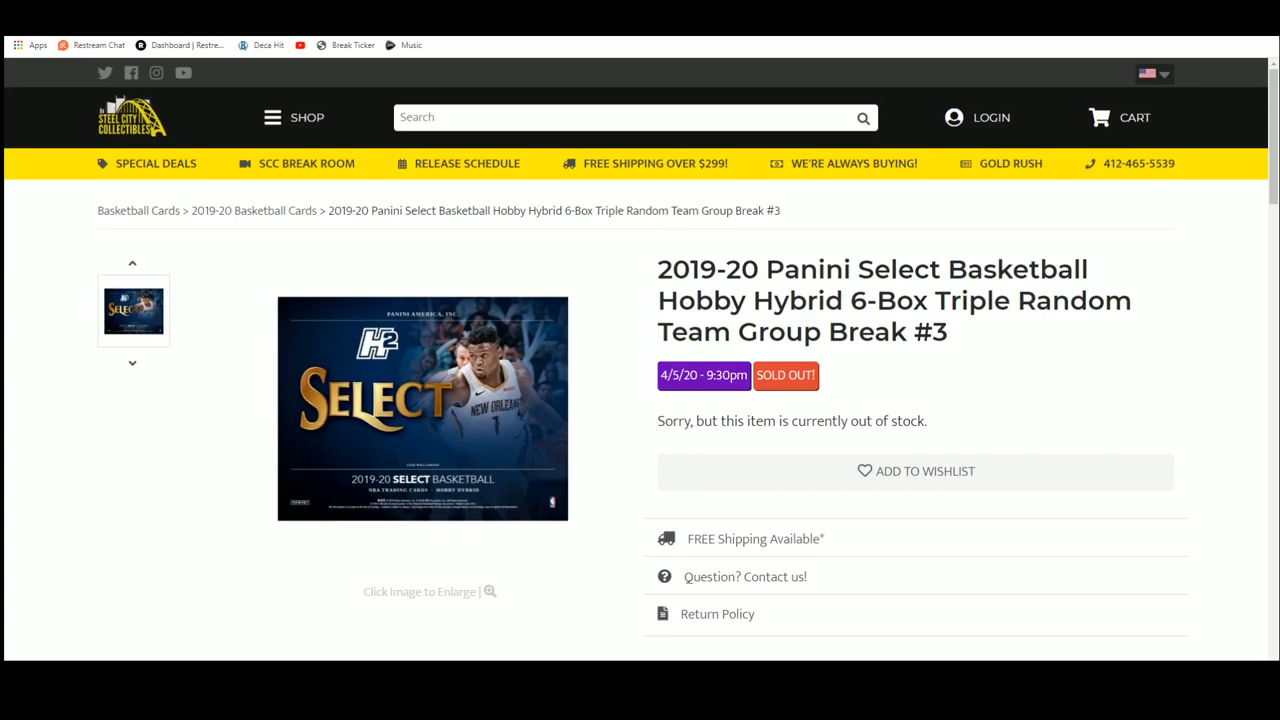 Apps Restream Chat Dashboard | Restre... Deca Hit Break Ticker Music
STEEL CITY
COLLECTIBLES
SHOP
Search
LOGIN
CART
SPECIAL DEALS SCC BREAK ROOM RELEASE SCHEDULE FREE SHIPPING OVER $299! WE'RE ALWAYS BUYING! GOLD RUSH 412-465-5539
Basketball Cards > 2019-20 Basketball Cards > 2019-20 Panini Select Basketball Hobby Hybrid 6-Box Triple Random Team Group Break #3
PANINI AMERICA, INC.
H2
SELECT
NEW ORLEANS
1
2019-20 SELECT BASKETBALL
NBA TRADING CARDS - HOBBY HYBRID
Click Image to Enlarge |
2019-20 Panini Select Basketball
Hobby Hybrid 6-Box Triple Random
Team Group Break #3
4/5/20 - 9:30pm SOLD OUT!
Sorry, but this item is currently out of stock.
ADD TO WISHLIST
FREE Shipping Available*
Question? Contact us!
Return Policy